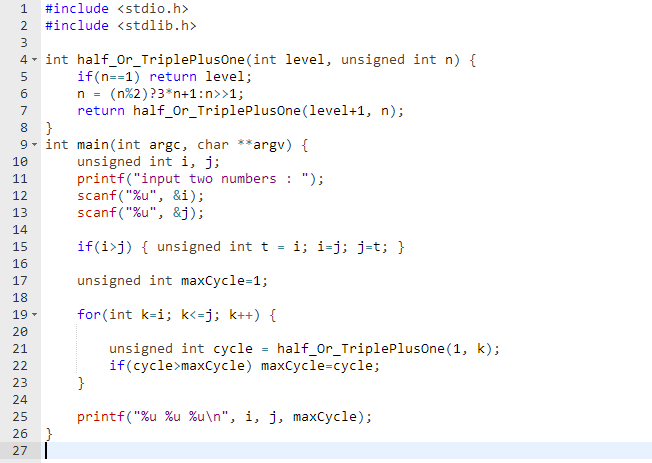 1 #include <stdio.h>
2 #include <stdlib.h>
3
4 int half_Or_TriplePlusOne(int level, unsigned int n) {
5     if(n==1) return level;
6     n = (n%2)?3*n+1:n>>1;
7     return half_Or_TriplePlusOne(level+1, n);
8 }
9 int main(int argc, char **argv) {
10     unsigned int i, j;
11     printf("input two numbers : ");
12     scanf("%u", &i);
13     scanf("%u", &j);
14
15     if(i>j) { unsigned int t = i; i=j; j=t; }
16
17     unsigned int maxCycle=1;
18
19     for(int k=i; k<=j; k++) {
20
21         unsigned int cycle = half_Or_TriplePlusOne(1, k);
22         if(cycle>maxCycle) maxCycle=cycle;
23     }
24
25     printf("%u %u %u\n", i, j, maxCycle);
26 }
27